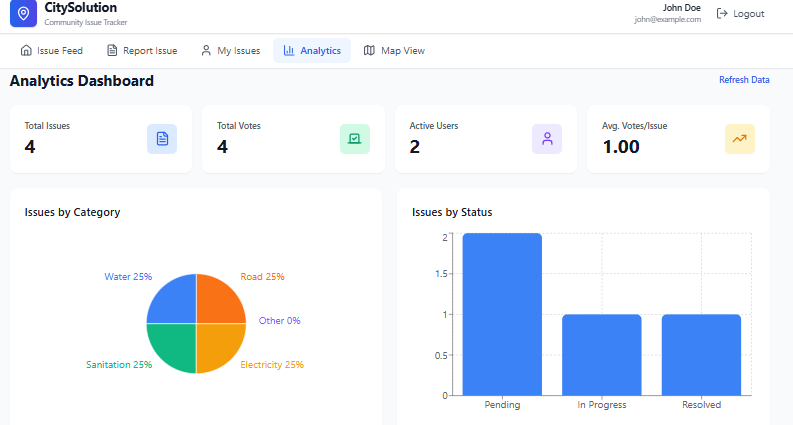 CitySolution
Community Issue Tracker
John Doe
john@example.com
Logout
Issue Feed
Report Issue
My Issues
Analytics
Map View
Analytics Dashboard
Refresh Data
Total Issues
4
Total Votes
4
Active Users
2
Avg. Votes/Issue
1.00
Issues by Category
Water 25%
Road 25%
Other 0%
Sanitation 25%
Electricity 25%
Issues by Status
2
1.5
1
0.5
0
Pending
In Progress
Resolved